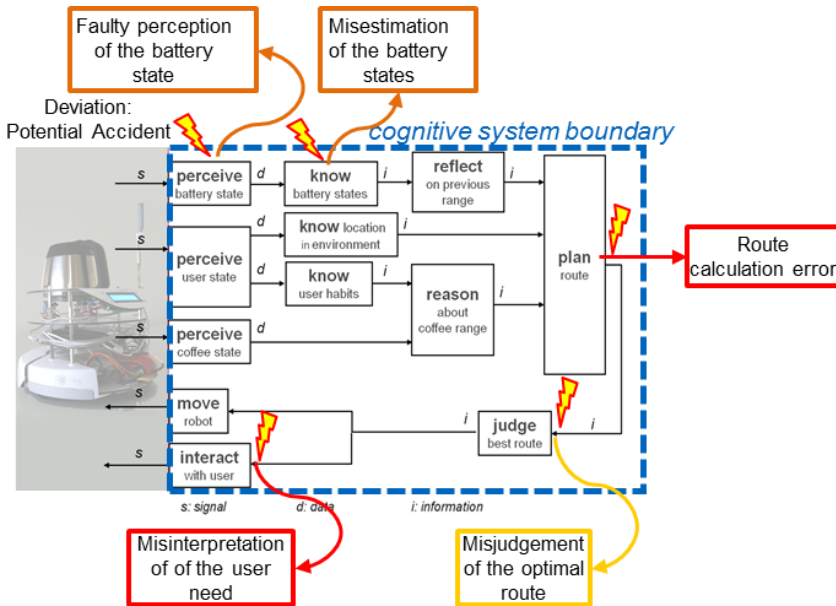 Faulty perception
of the battery
state
Misestimation
of the battery
states
Deviation:
Potential Accident
cognitive system boundary
s
perceive
battery state
d
know
battery states
i
reflect
on previous
range
i
s
perceive
user state
d
know location
in environment
i
d
know
user habits
i
reason
about
coffee range
i
plan
route
Route
calculation error
s
perceive
coffee state
d
s
move
robot
i
judge
best route
i
s
interact
with user
s: signal
d: data
i: information
Misinterpretation
of of the user
need
Misjudgement
of the optimal
route